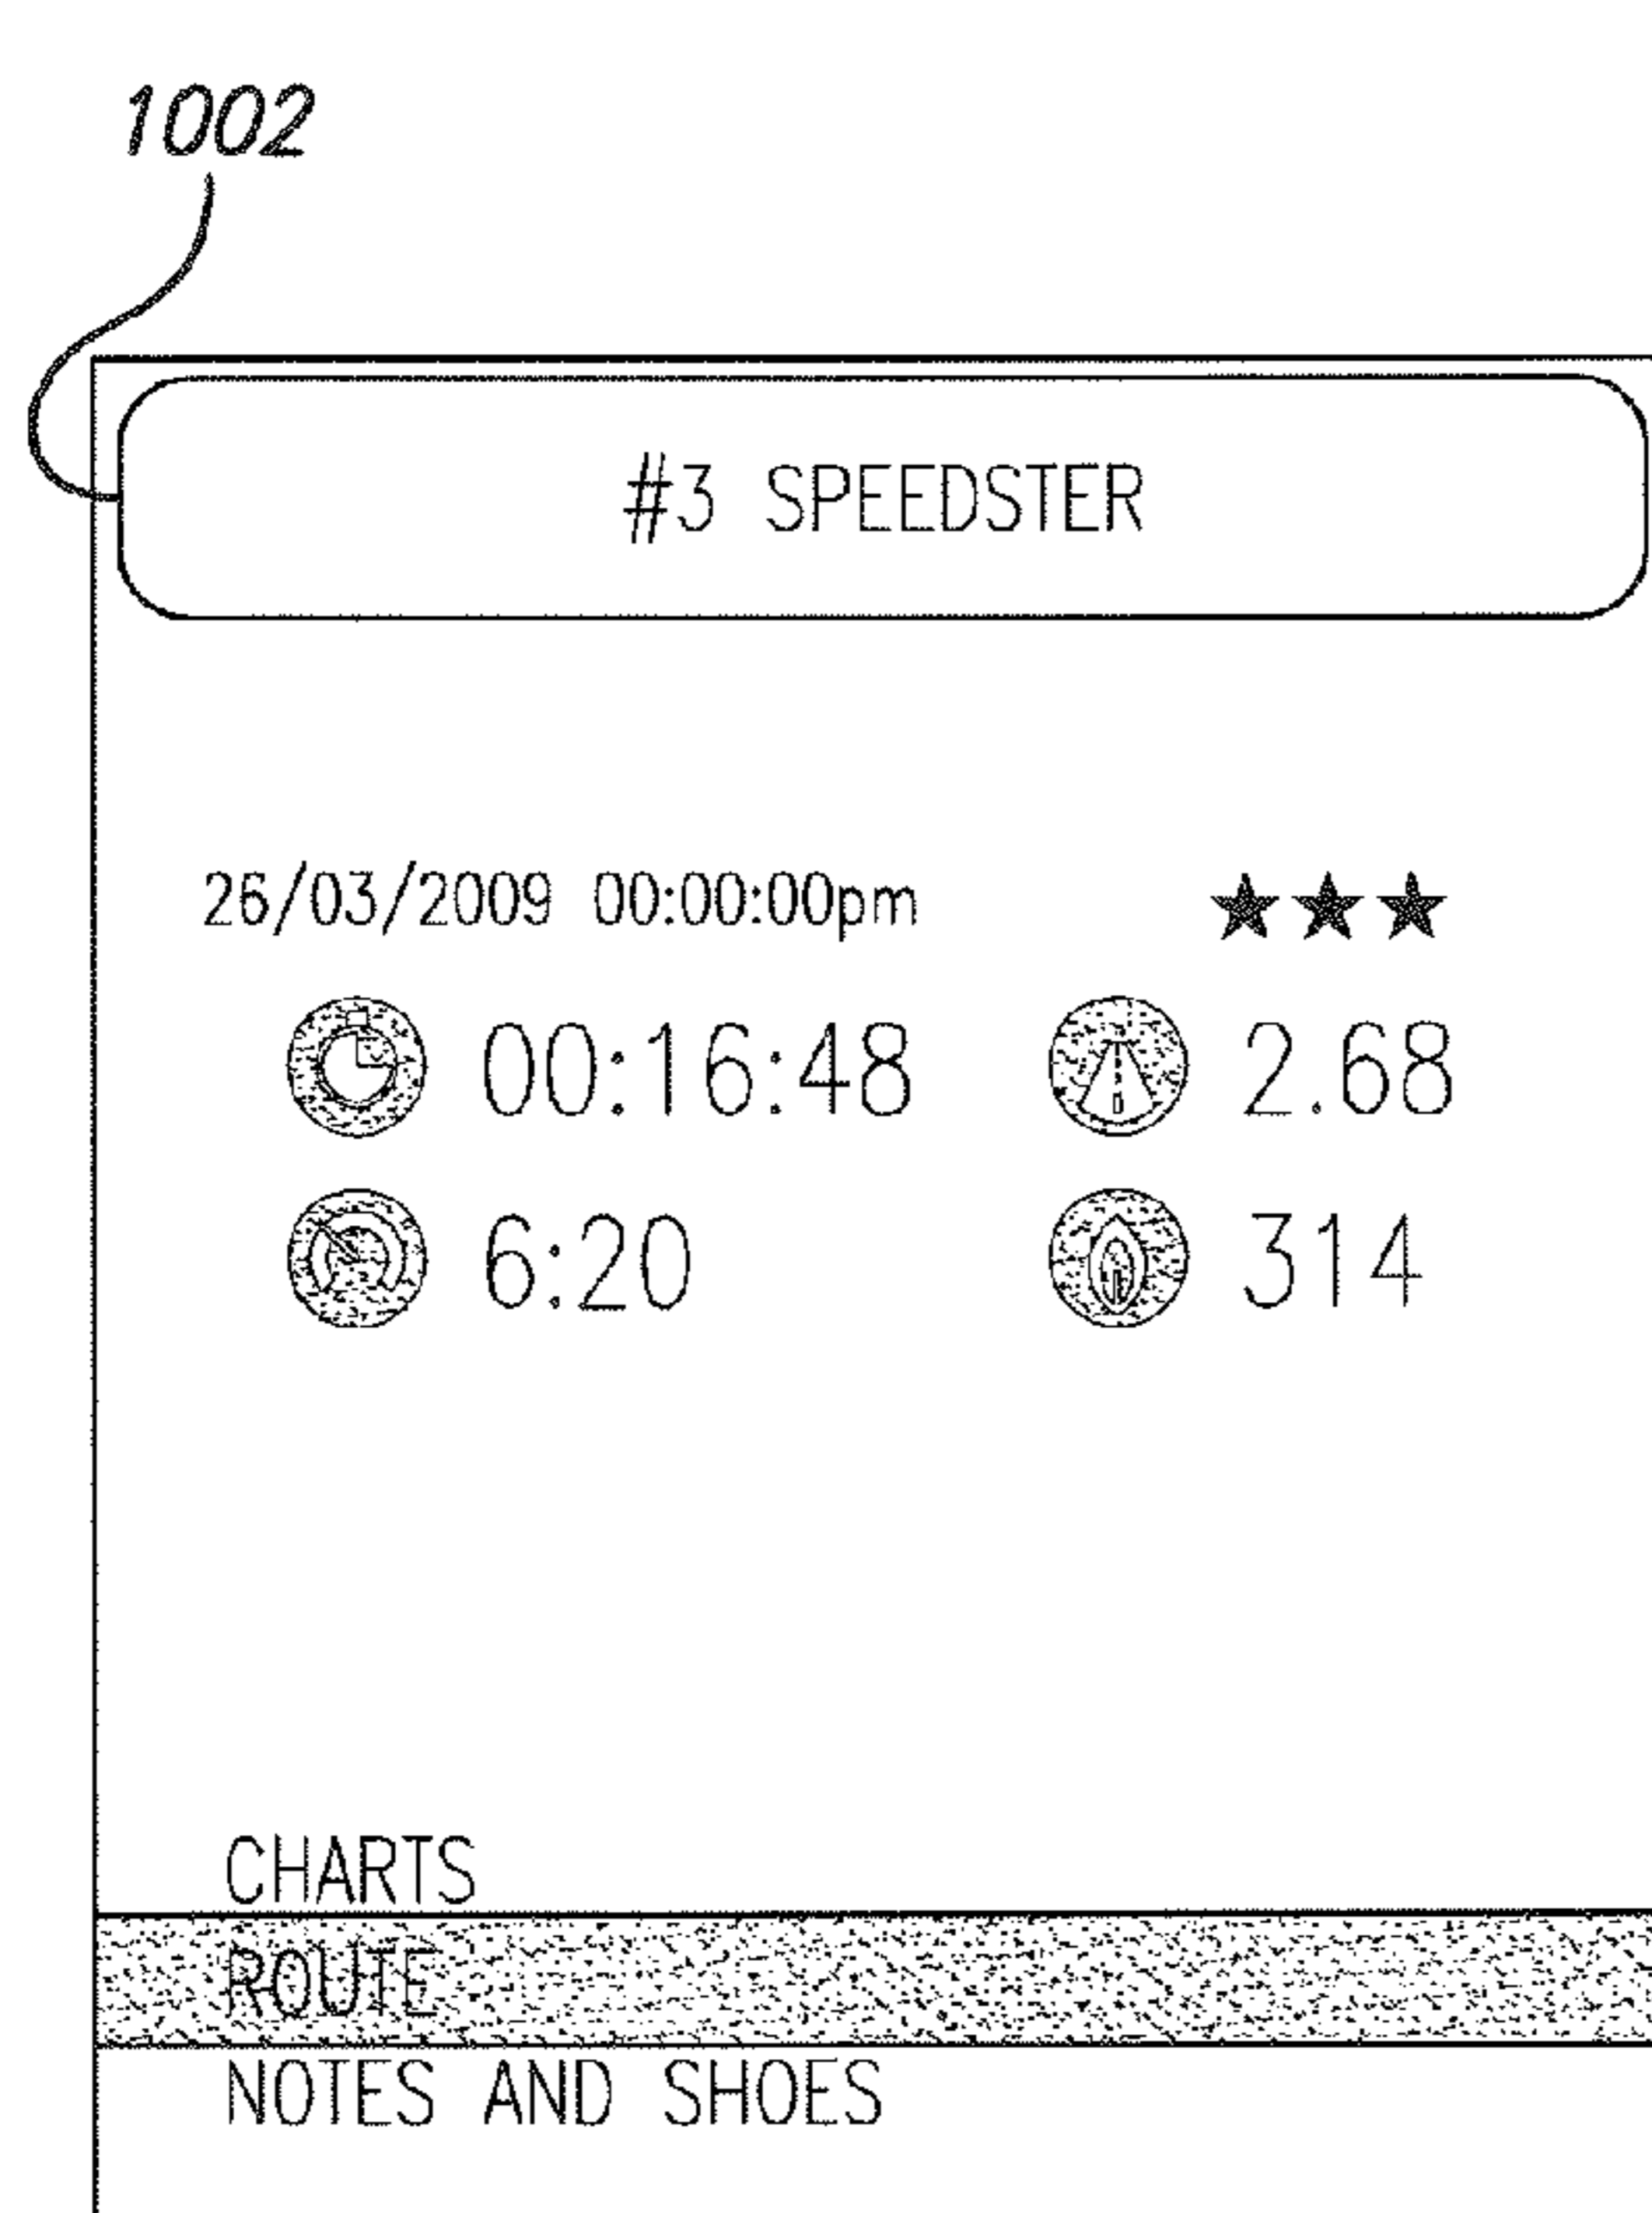 1002
#3 SPEEDSTER
26/03/2009 00:00:00pm
00:16:48 2.68
6:20 314
CHARTS
ROUTE
NOTES AND SHOES